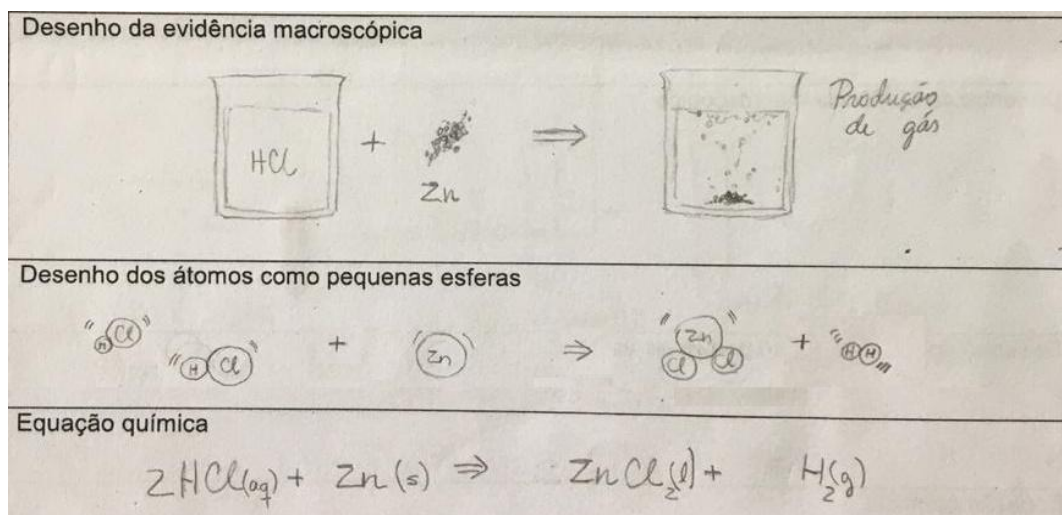 Desenho da evidência macroscópica
HCl + Zn ⇒ Produção
de gás
Desenho dos átomos como pequenas esferas
H Cl H Cl + Zn ⇒ Zn Cl Cl + H H
Equação química
2HCl(aq) + Zn(s) ⇒ ZnCl₂(l) + H₂(g)